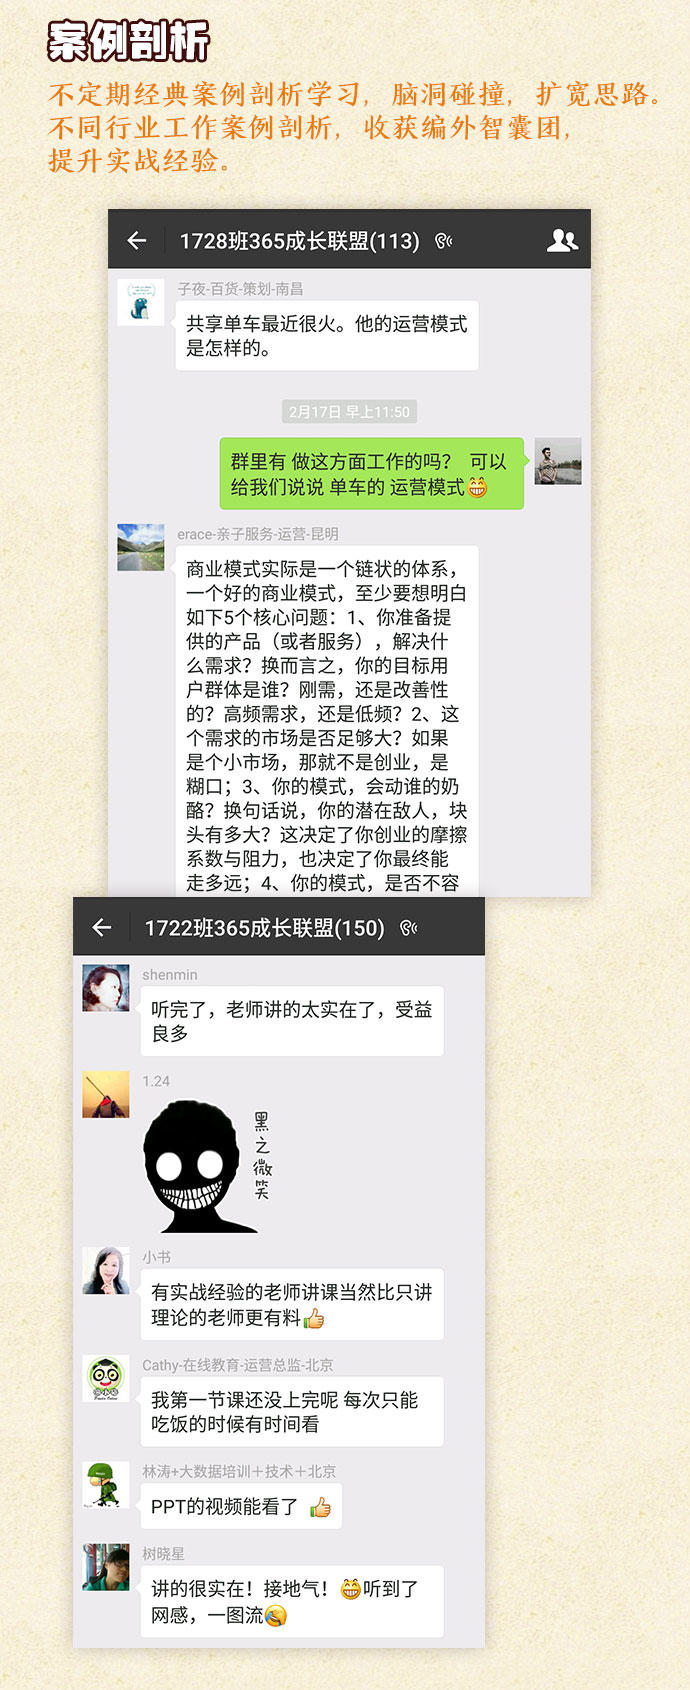 案例剖析
不定期经典案例剖析学习，脑洞碰撞，扩宽思路。
不同行业工作案例剖析，收获编外智囊团，
提升实战经验。
1728班365成长联盟(113)
子夜-百货-策划-南昌
共享单车最近很火。他的运营模式
是怎样的。
2月17日 早上11:50
群里有 做这方面工作的吗？ 可以
给我们说说 单车的 运营模式😁
erace-亲子服务-运营-昆明
商业模式实际是一个链状的体系，
一个好的商业模式，至少要想明白
如下5个核心问题：1、你准备提
供的产品（或者服务），解决什
么需求？换而言之，你的目标用
户群体是谁？刚需，还是改善性
的？高频需求，还是低频？2、这
个需求的市场是否足够大？如果
是个小市场，那就不是创业，是
糊口；3、你的模式，会动谁的奶
酪？换句话说，你的潜在敌人，块
头有多大？这决定了你创业的摩擦
系数与阻力，也决定了你最终能
走多远；4、你的模式，是否不容
1722班365成长联盟(150)
shenmin
听完了，老师讲的太实在了，受益
良多
1.24
黑之微笑
小书
有实战经验的老师讲课当然比只讲
理论的老师更有料👍
Cathy-在线教育-运营总监-北京
我第一节课还没上完呢 每次只能
吃饭的时候有时间看
林涛+大数据培训＋技术＋北京
PPT的视频能看了 👍
树晓星
讲的很实在！接地气！😁听到了
网感，一图流🤣